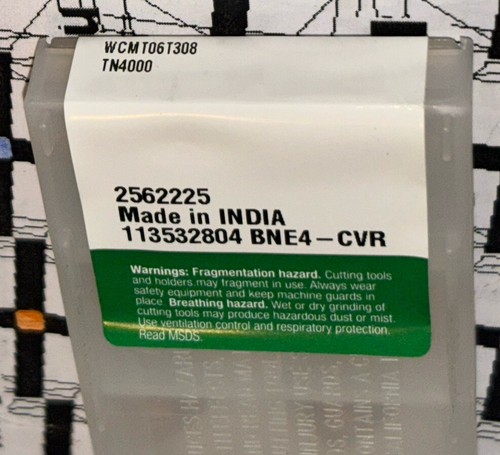 WCMT06T308
TN4000
2562225
Made in INDIA
113532804 BNE4-CVR
Warnings: Fragmentation hazard. Cutting tools
and holders may fragment in use. Always wear
safety equipment and keep machine guards in
place. Breathing hazard. Wet or dry grinding of
cutting tools may produce hazardous dust or mist.
Use ventilation control and respiratory protection.
Read MSDS.